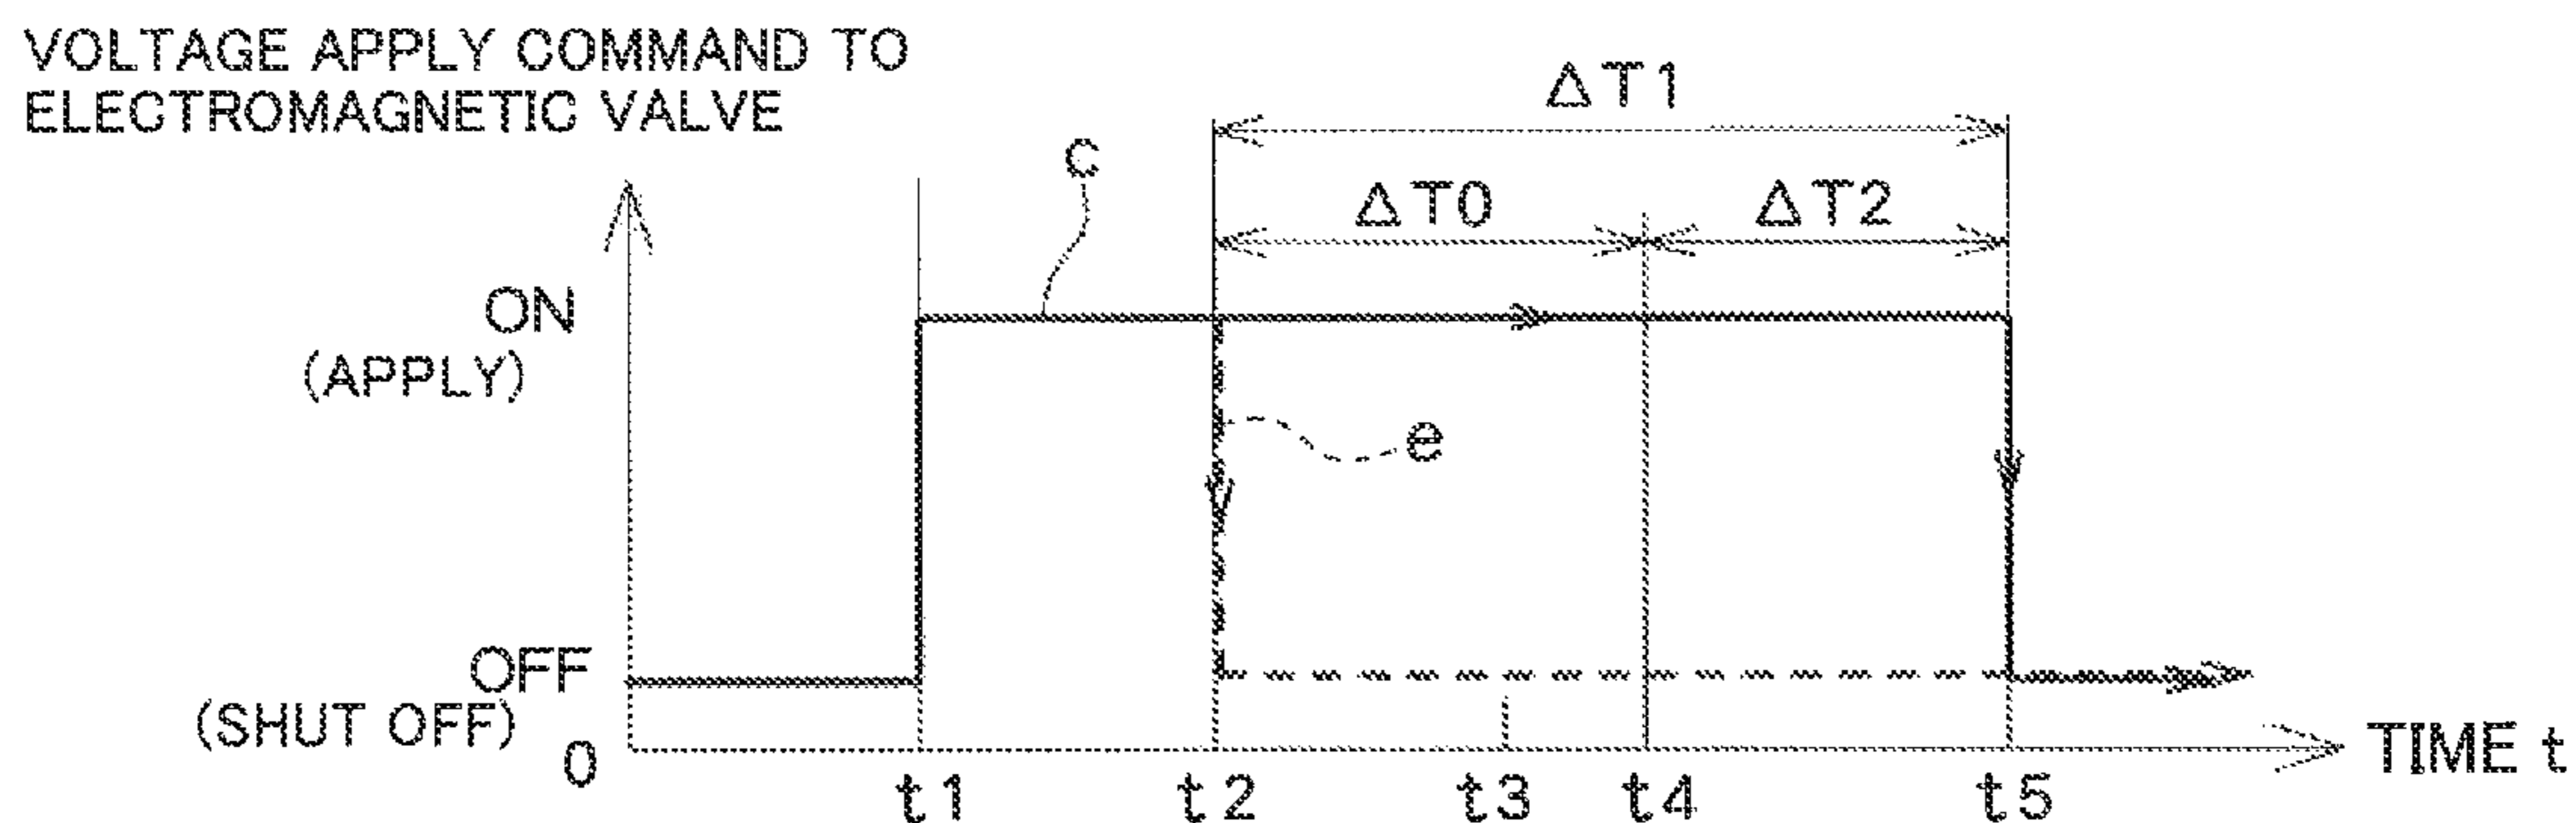 VOLTAGE APPLY COMMAND TO
ELECTROMAGNETIC VALVE
ΔT1
c
ΔT0
ΔT2
ON
(APPLY)
e
OFF
(SHUT OFF)
0
TIME t
t1
t2
t3
t4
t5